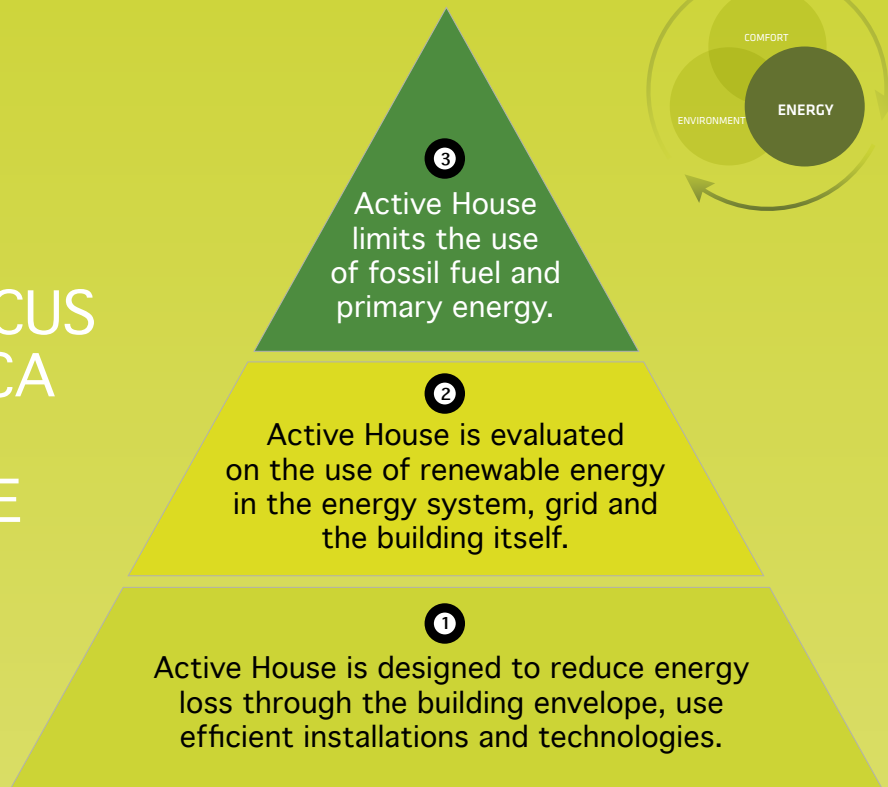 COMFORT
ENVIRONMENT
ENERGY
3
Active House
limits the use
of fossil fuel and
primary energy.
CUS
CA
E
2
Active House is evaluated
on the use of renewable energy
in the energy system, grid and
the building itself.
1
Active House is designed to reduce energy
loss through the building envelope, use
efficient installations and technologies.